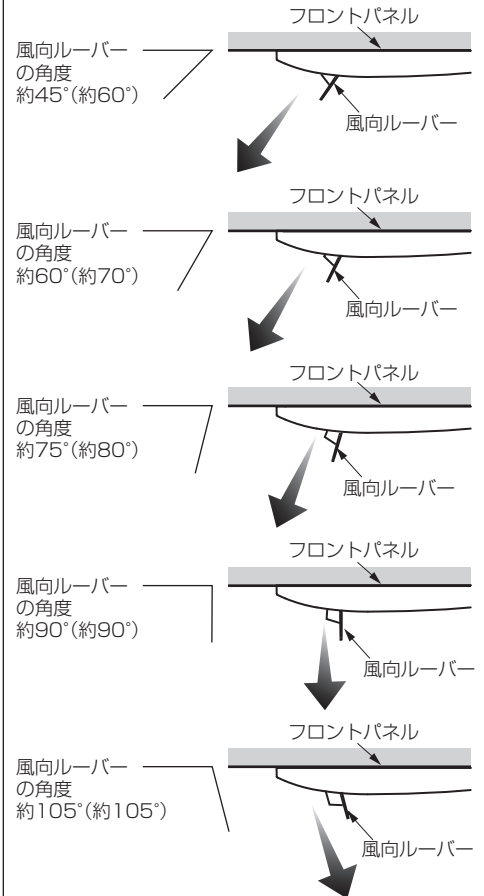 フロントパネル
風向ルーバー
の角度
約45°(約60°)
風向ルーバー
フロントパネル
風向ルーバー
の角度
約60°(約70°)
風向ルーバー
フロントパネル
風向ルーバー
の角度
約75°(約80°)
風向ルーバー
フロントパネル
風向ルーバー
の角度
約90°(約90°)
風向ルーバー
フロントパネル
風向ルーバー
の角度
約105°(約105°)
風向ルーバー